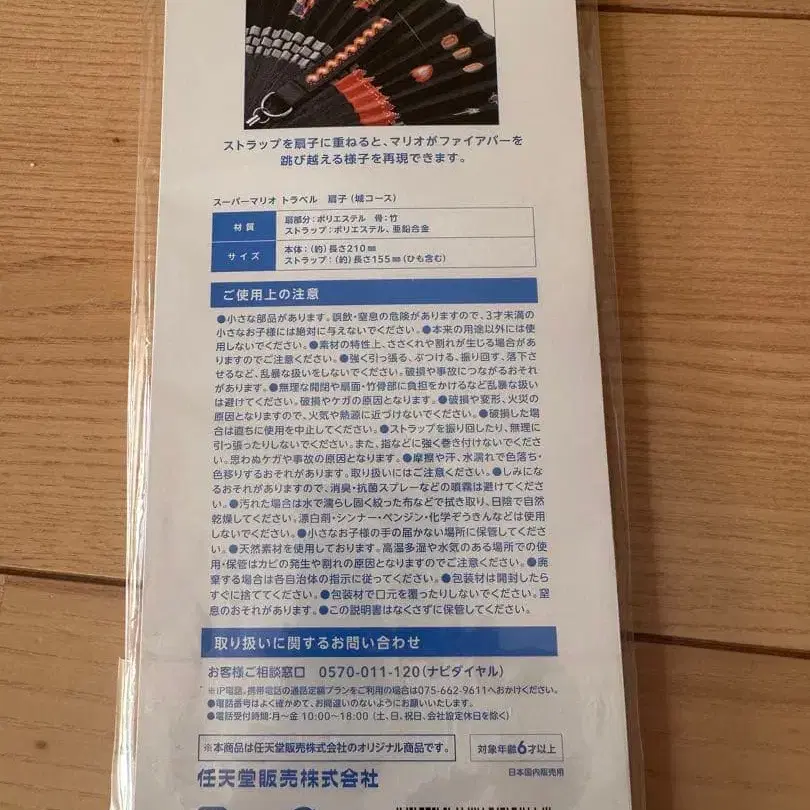 ストラップを扇子に重ねると、マリオがファイアバーを
跳び越える様子を再現できます。
スーパーマリオ トラベル 扇子（城コース）
材質
扇部分：ポリエステル 骨：竹
ストラップ：ポリエステル、亜鉛合金
サイズ
本体：(約)長さ210㎜
ストラップ：(約)長さ155㎜(ひも含む)
ご使用上の注意
●小さな部品があります。誤飲・窒息の危険がありますので、3才未満の
小さなお子様には絶対に与えないでください。●本来の用途以外には使
用しないでください。●素材の特性上、ささくれや割れが生じる場合があ
りますのでご注意ください。●強く引っ張る、ぶつける、振り回す、落下さ
せるなど、乱暴な扱いをしないでください。破損や事故につながるおそれ
があります。●無理な開閉や扇面・竹骨部に負担をかけるなど乱暴な扱い
は避けてください。破損やケガの原因となります。●破損や変形、火災の
原因となりますので、火気や熱源に近づけないでください。●破損した場
合は直ちに使用を中止してください。●ストラップを振り回したり、無理に
引っ張ったりしないでください。また、指などに強く巻き付けないでくださ
い。思わぬケガや事故の原因となります。●摩擦や汗、水濡れで色落ち・
色移りするおそれがあります。取り扱いにはご注意ください。●しみにな
るおそれがありますので、消臭・抗菌スプレーなどの噴霧は避けてくださ
い。●汚れた場合は水で濡らし固く絞った布などで拭き取り、日陰で自然
乾燥してください。漂白剤・シンナー・ベンジン・化学ぞうきんなどは使用
しないでください。●小さなお子様の手の届かない場所に保管してくださ
い。●天然素材を使用しております。高温多湿や水気のある場所での使
用・保管はカビの発生や割れの原因となりますのでご注意ください。●廃
棄する場合は各自治体の指示に従ってください。●包装材は開封したら
すぐに捨ててください。●包装材で口元を覆ったりしないでください。窒
息のおそれがあります。●この説明書はなくさずに保管してください。
取り扱いに関するお問い合わせ
お客様ご相談窓口 0570-011-120(ナビダイヤル)
※IP電話、携帯電話の通話定額プランをご利用の場合は075-662-9611へおかけください。
●電話番号はよく確かめて、お間違いのないようにお願いいたします。
●電話受付時間：月～金 10:00～18:00（土、日、祝日、会社設定休日を除く）
※本商品は任天堂販売株式会社のオリジナル商品です。
対象年齢6才以上
任天堂販売株式会社
日本国内販売用